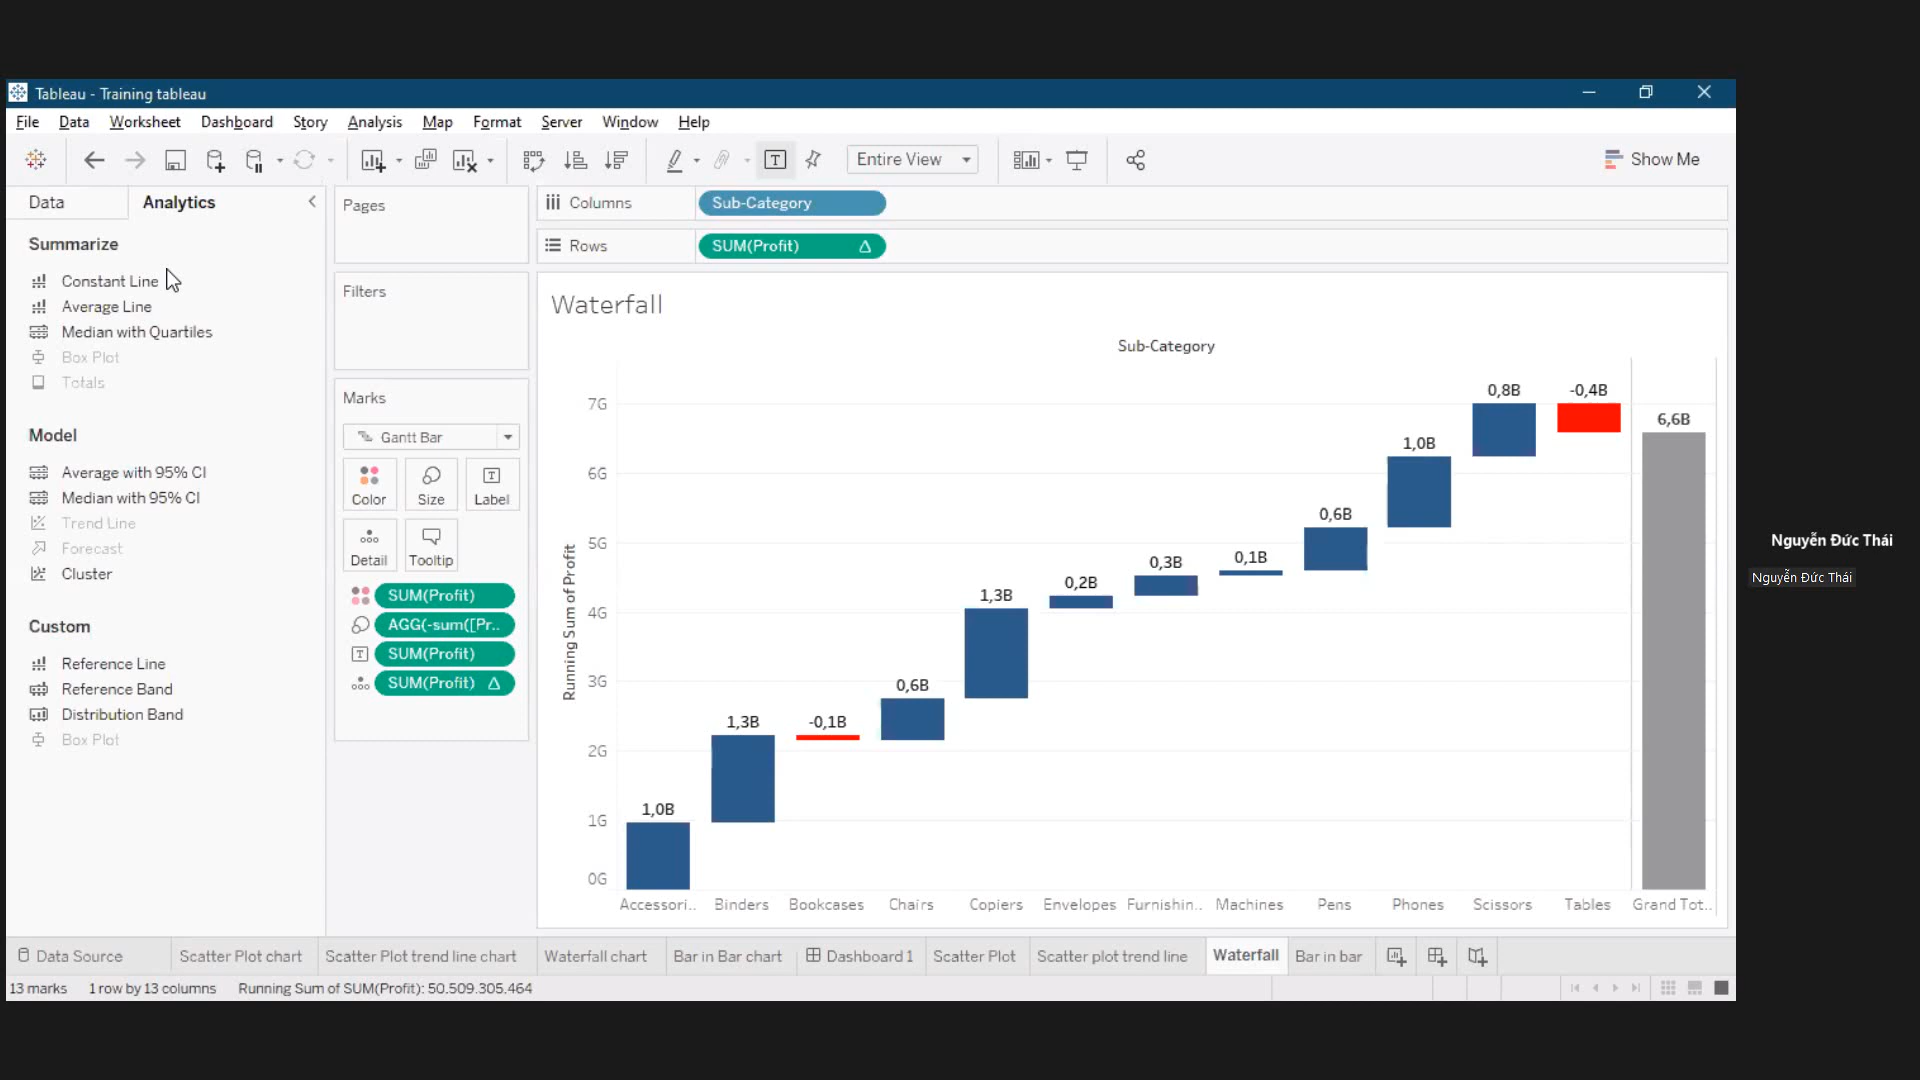 Tableau - Training tableau
File Data Worksheet Dashboard Story Analysis Map Format Server Window Help
Entire View
Show Me
Data Analytics
Summarize
Constant Line
Average Line
Median with Quartiles
Box Plot
Totals
Model
Average with 95% CI
Median with 95% CI
Trend Line
Forecast
Cluster
Custom
Reference Line
Reference Band
Distribution Band
Box Plot
Pages
Filters
Marks
Gantt Bar
Color Size Label
Detail Tooltip
SUM(Profit)
AGG(-sum([Pr..
SUM(Profit)
SUM(Profit) Δ
Columns Sub-Category
Rows SUM(Profit) Δ
Waterfall
Sub-Category
Running Sum of Profit
7G
6G
5G
4G
3G
2G
1G
0G
1,0B
1,3B
-0,1B
0,6B
1,3B
0,2B
0,3B
0,1B
0,6B
1,0B
0,8B
-0,4B
6,6B
Accessori.. Binders Bookcases Chairs Copiers Envelopes Furnishin.. Machines Pens Phones Scissors Tables Grand Tot..
Data Source Scatter Plot chart Scatter Plot trend line chart Waterfall chart Bar in Bar chart Dashboard 1 Scatter Plot Scatter plot trend line Waterfall Bar in bar
13 marks 1 row by 13 columns Running Sum of SUM(Profit): 50.509.305.464
Nguyễn Đức Thái
Nguyễn Đức Thái